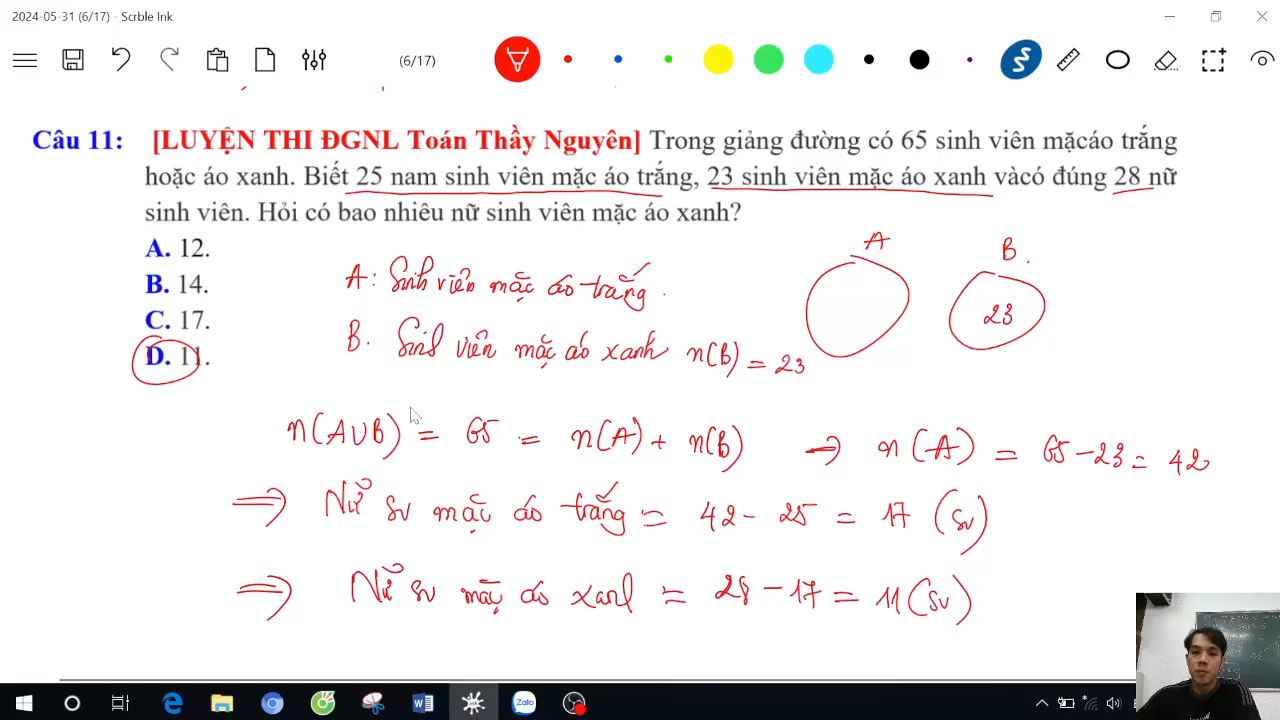 2024-05-31 (6/17) - Scrble Ink
(6/17)
Câu 11: [LUYỆN THI ĐGNL Toán Thầy Nguyên] Trong giảng đường có 65 sinh viên mặcáo trắng
hoặc áo xanh. Biết 25 nam sinh viên mặc áo trắng, 23 sinh viên mặc áo xanh vàcó đúng 28 nữ
sinh viên. Hỏi có bao nhiêu nữ sinh viên mặc áo xanh?
A. 12.
B. 14.
C. 17.
D. 11.
A: Sinh viên mặc áo trắng.
A
B.
23
B. Sinh viên mặc áo xanh n(B) = 23
n(A∪B) = 65 = n(A) + n(B) → n(A) = 65 - 23 = 42
⇒ Nữ sv mặc áo trắng = 42 - 25 = 17 (sv)
⇒ Nữ sv mặc áo xanh = 28 - 17 = 11 (sv)
Zalo